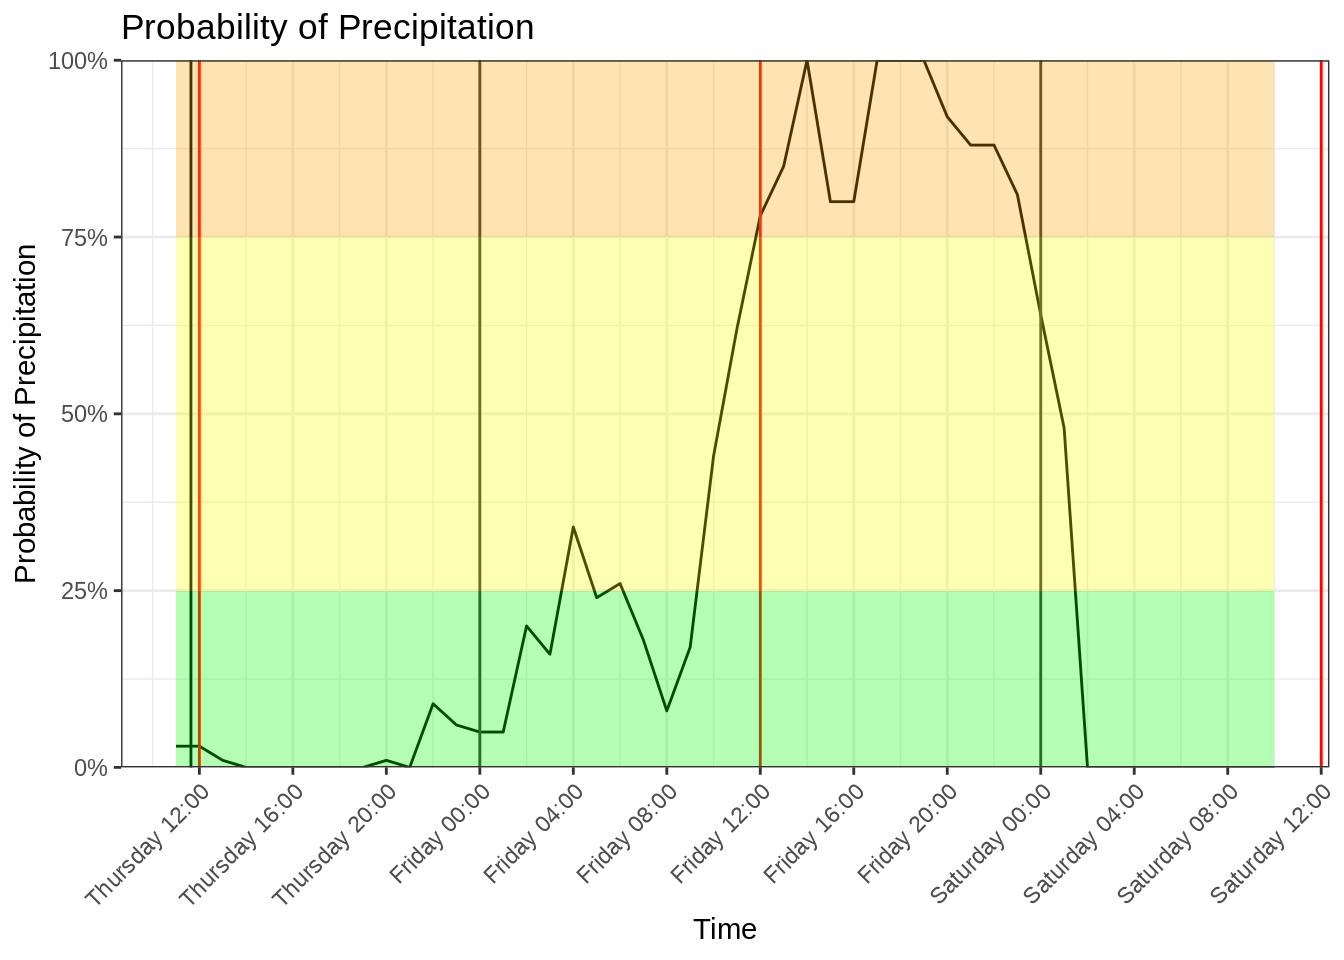 Probability of Precipitation
Probability of Precipitation
100%
75%
50%
25%
0%
Thursday 12:00
Thursday 16:00
Thursday 20:00
Friday 00:00
Friday 04:00
Friday 08:00
Friday 12:00
Friday 16:00
Friday 20:00
Saturday 00:00
Saturday 04:00
Saturday 08:00
Saturday 12:00
Time